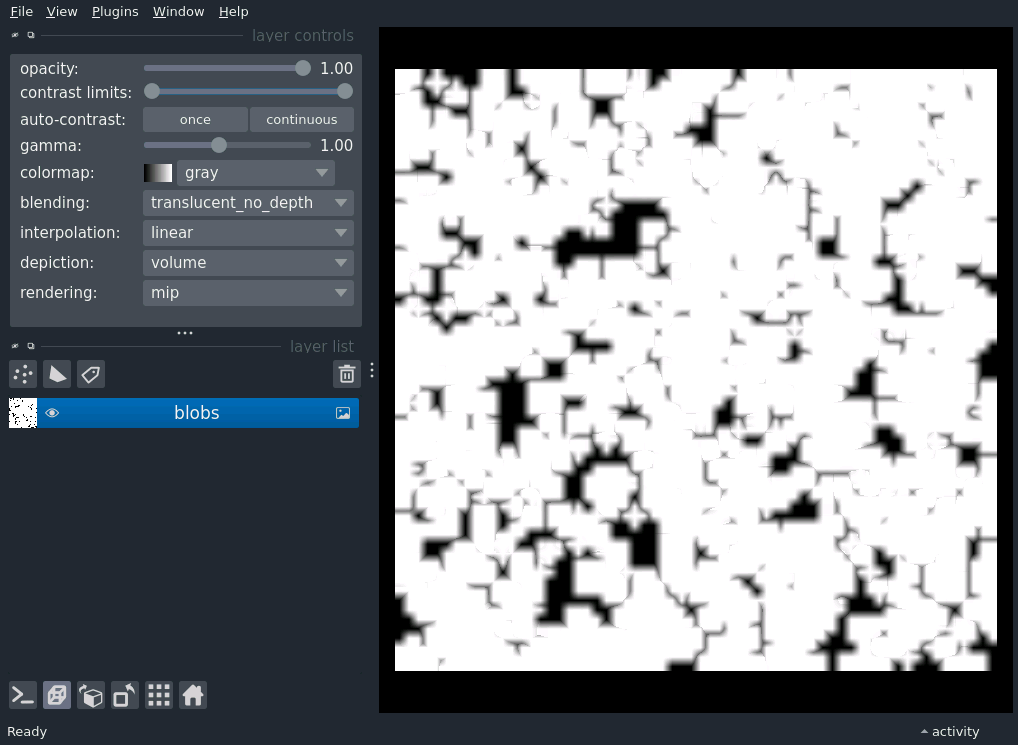 File View Plugins Window Help
layer controls
opacity: 1.00
contrast limits:
auto-contrast: once continuous
gamma: 1.00
colormap: gray
blending: translucent_no_depth
interpolation: linear
depiction: volume
rendering: mip
layer list
blobs
Ready activity